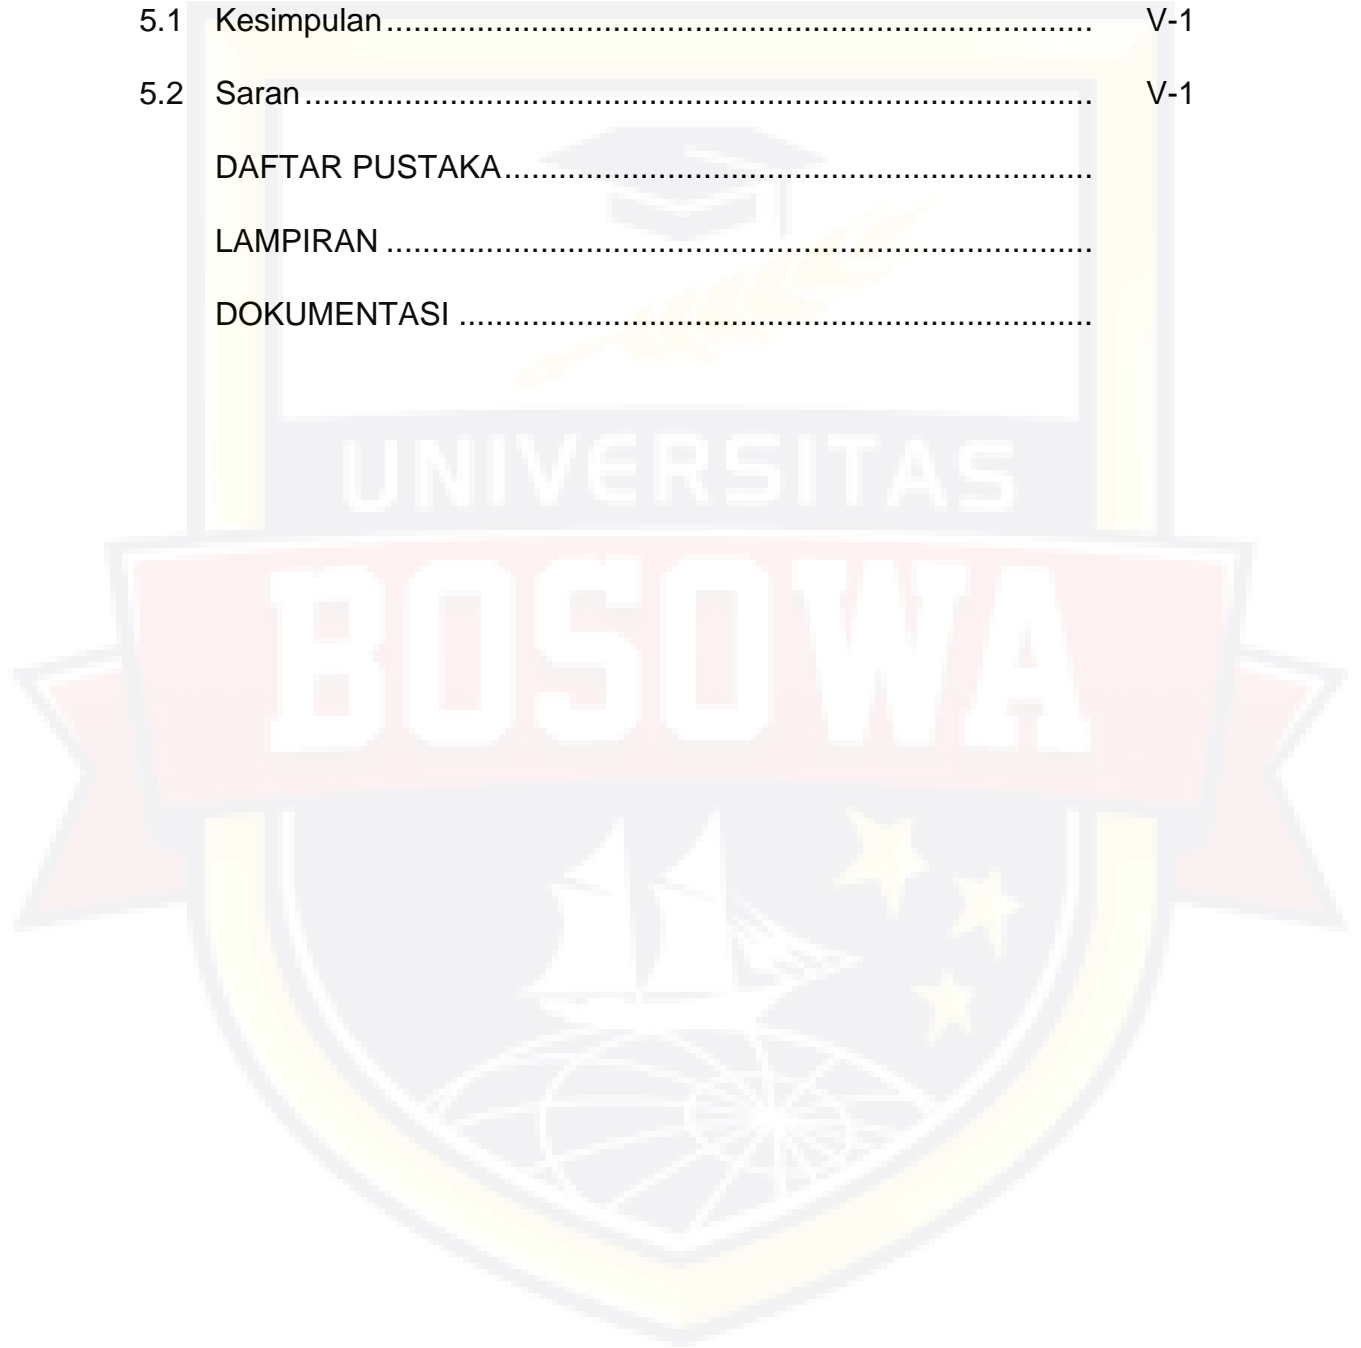 5.1 Kesimpulan.............................................................................. V-1
5.2 Saran....................................................................................... V-1
DAFTAR PUSTAKA.................................................................
LAMPIRAN ..............................................................................
DOKUMENTASI ......................................................................
UNIVERSITAS
BOSOWA